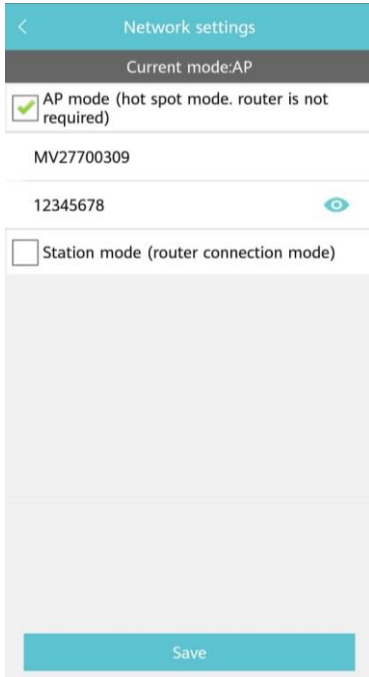 Network settings
Current mode:AP
AP mode (hot spot mode. router is not
required)
MV27700309
12345678
Station mode (router connection mode)
Save